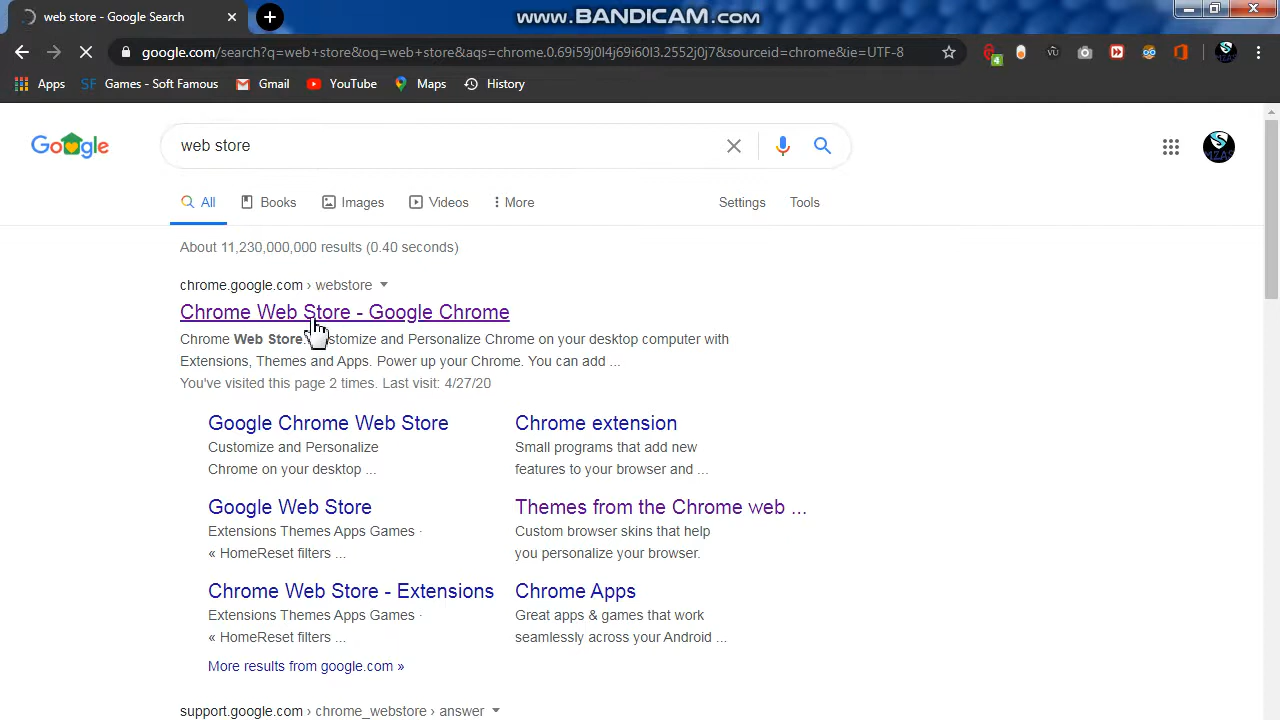 web store - Google Search
www.BANDICAM.com
google.com/search?q=web+store&oq=web+store&aqs=chrome.0.69i59j0l4j69i60l3.2552j0j7&sourceid=chrome&ie=UTF-8
4
Apps
SF Games - Soft Famous
Gmail
YouTube
Maps
History
Google
web store
All
Books
Images
Videos
More
Settings
Tools
About 11,230,000,000 results (0.40 seconds)
chrome.google.com › webstore
Chrome Web Store - Google Chrome
Chrome Web Store. stomize and Personalize Chrome on your desktop computer with
Extensions, Themes and Apps. Power up your Chrome. You can add ...
You've visited this page 2 times. Last visit: 4/27/20
Google Chrome Web Store
Customize and Personalize
Chrome on your desktop ...
Chrome extension
Small programs that add new
features to your browser and ...
Google Web Store
Extensions Themes Apps Games ·
« HomeReset filters ...
Themes from the Chrome web ...
Custom browser skins that help
you personalize your browser.
Chrome Web Store - Extensions
Extensions Themes Apps Games ·
« HomeReset filters ...
Chrome Apps
Great apps & games that work
seamlessly across your Android ...
More results from google.com »
support.google.com › chrome_webstore › answer